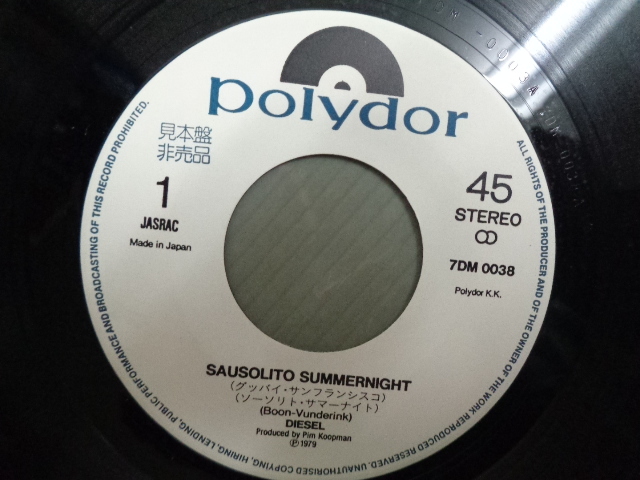 polydor
見本盤
非売品
1
JASRAC
Made in Japan
45
STEREO
7DM 0038
Polydor K.K.
SAUSOLITO SUMMERNIGHT
(グッバイ・サンフランシスコ)
(ソーソリト・サマーナイト)
(Boon-Vunderink)
DIESEL
Produced by Pim Koopman
Ⓟ1979
ALL RIGHTS OF THE PRODUCER AND OF THE OWNER OF THE WORK REPRODUCED RESERVED. UNAUTHORISED COPYING, HIRING, LENDING, PUBLIC PERFORMANCE AND BROADCASTING OF THIS RECORD PROHIBITED.